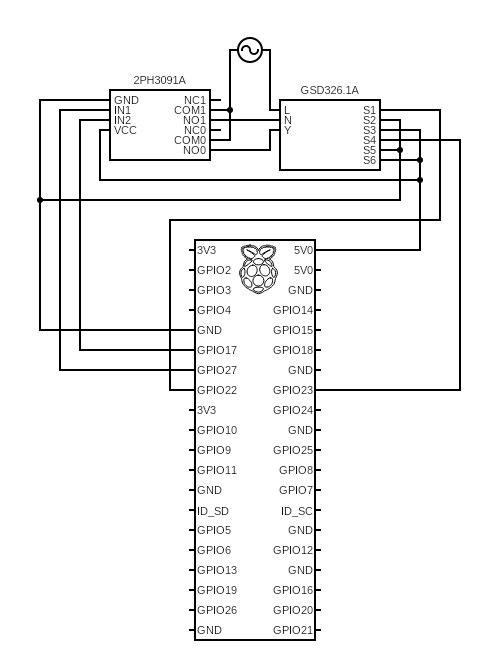 2PH3091A
GND NC1
IN1 COM1
IN2 NO1
VCC NC0
COM0
NO0
GSD326.1A
L S1
N S2
Y S3
S4
S5
S6
3V3 5V0
GPIO2 5V0
GPIO3 GND
GPIO4 GPIO14
GND GPIO15
GPIO17 GPIO18
GPIO27 GND
GPIO22 GPIO23
3V3 GPIO24
GPIO10 GND
GPIO9 GPIO25
GPIO11 GPIO8
GND GPIO7
ID_SD ID_SC
GPIO5 GND
GPIO6 GPIO12
GPIO13 GND
GPIO19 GPIO16
GPIO26 GPIO20
GND GPIO21